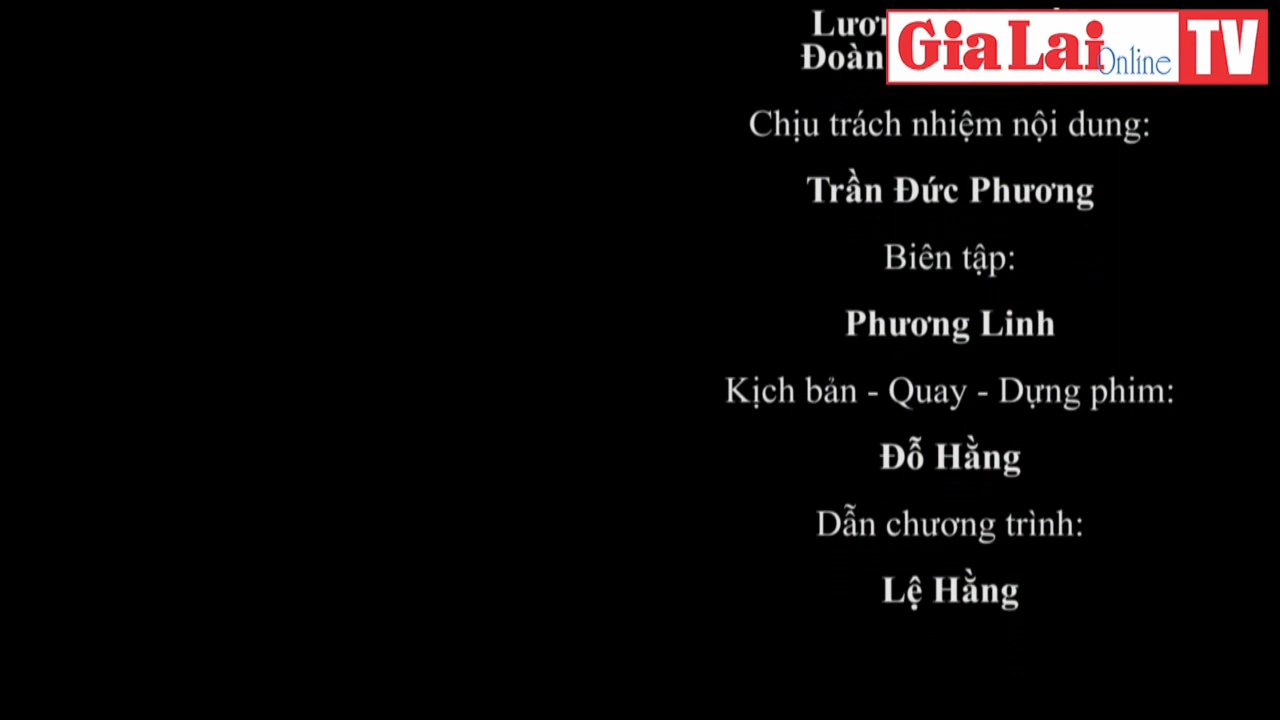 Đoàn
Gia Lai Online TV
Chịu trách nhiệm nội dung:
Trần Đức Phương
Biên tập:
Phương Linh
Kịch bản - Quay - Dựng phim:
Đỗ Hằng
Dẫn chương trình:
Lệ Hằng